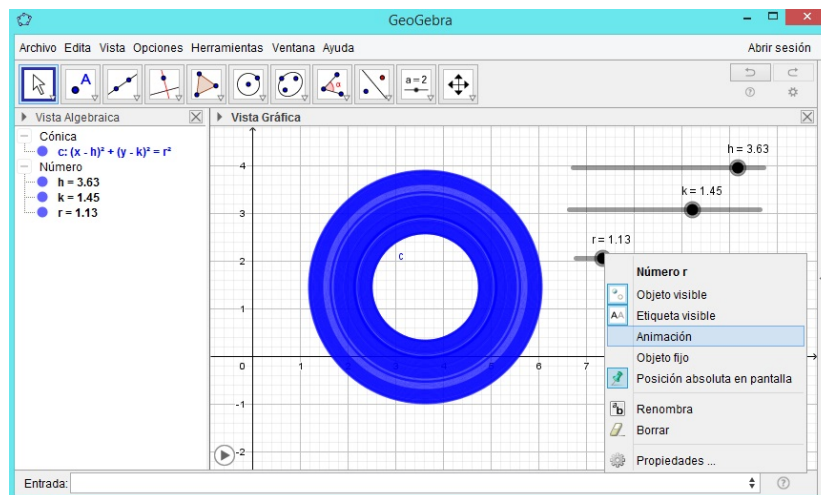 GeoGebra
Archivo Edita Vista Opciones Herramientas Ventana Ayuda
Abrir sesión
A
α
a=2
Vista Algebraica
Vista Gráfica
Cónica
c: (x - h)² + (y - k)² = r²
Número
h = 3.63
k = 1.45
r = 1.13
h = 3.63
k = 1.45
r = 1.13
c
4
3
2
1
0
-1
-2
1
2
3
4
5
6
7
Número r
Objeto visible
AA Etiqueta visible
Animación
Objeto fijo
Posición absoluta en pantalla
Renombra
Borrar
Propiedades ...
Entrada: